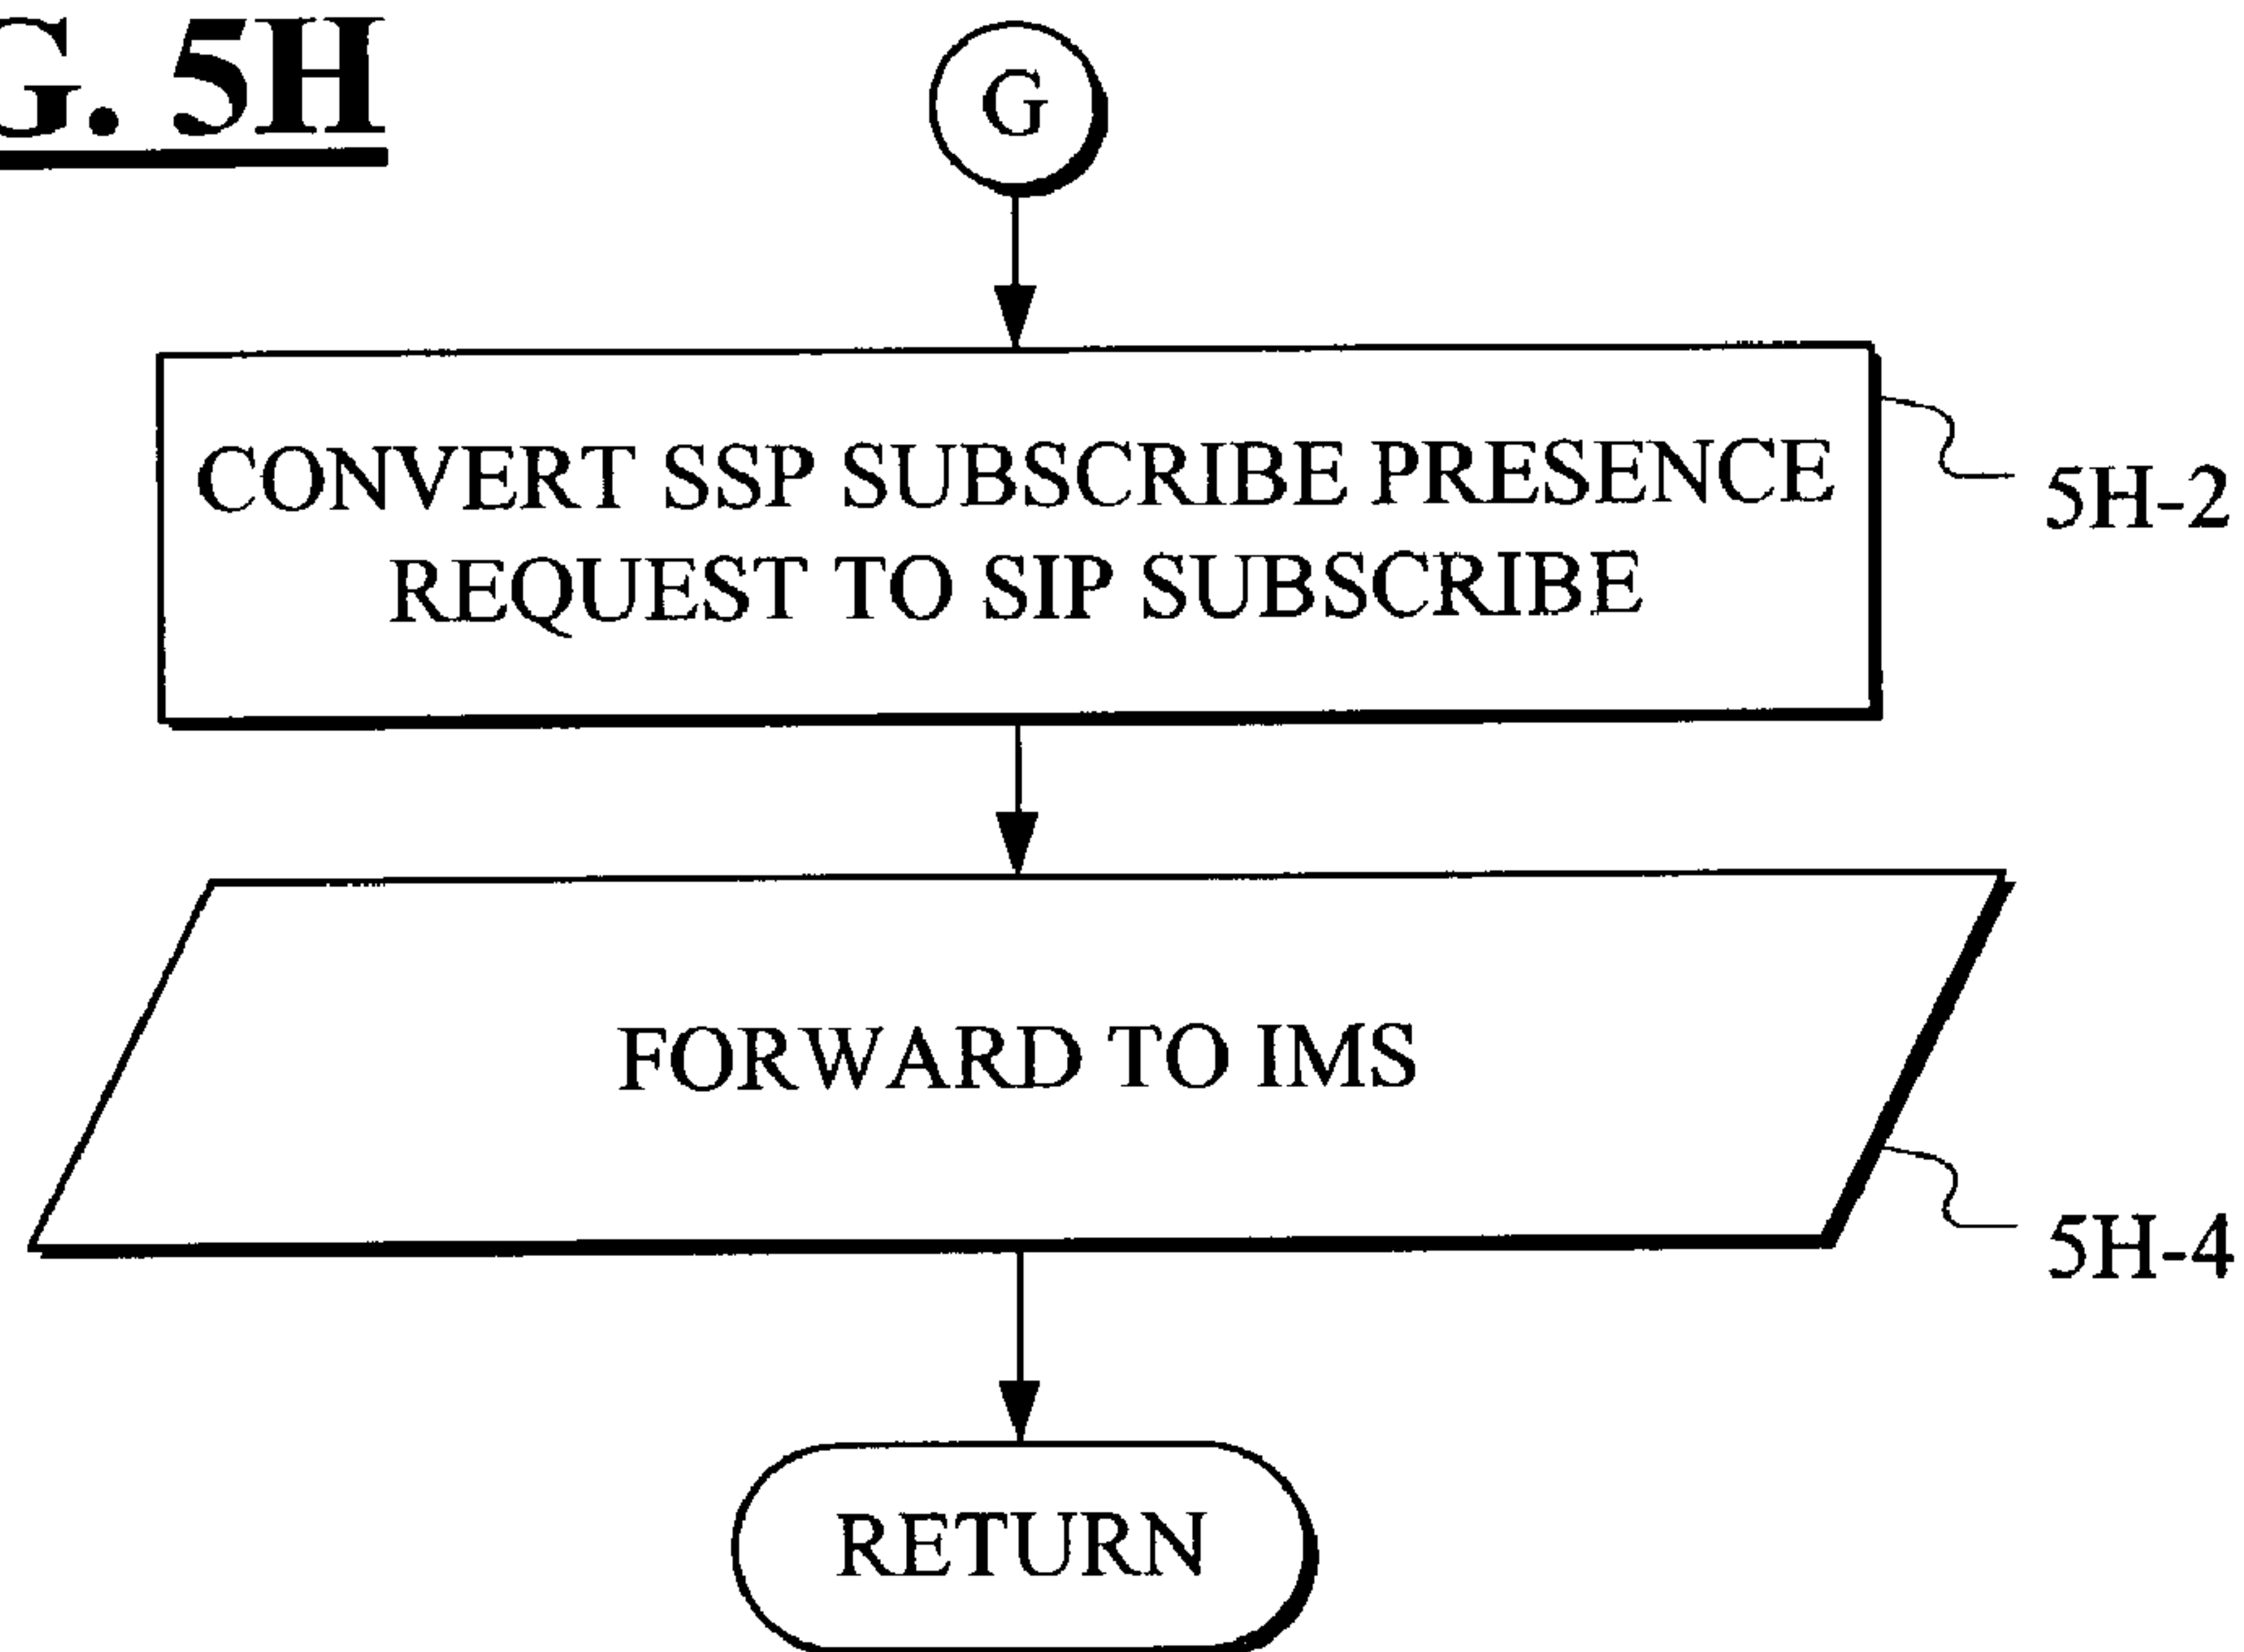 G. 5H
G
CONVERT SSP SUBSCRIBE PRESENCE
REQUEST TO SIP SUBSCRIBE
5H-2
FORWARD TO IMS
5H-4
RETURN